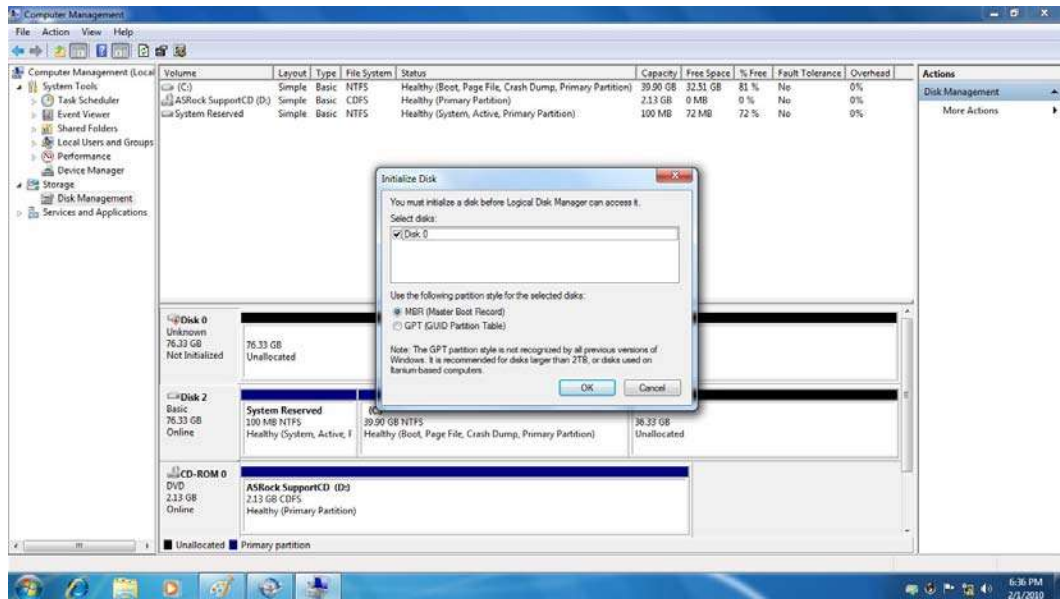 Computer Management
File Action View Help
Computer Management (Local
System Tools
Task Scheduler
Event Viewer
Shared Folders
Local Users and Groups
Performance
Device Manager
Storage
Disk Management
Services and Applications
Volume Layout Type File System Status Capacity Free Space % Free Fault Tolerance Overhead
(C:) Simple Basic NTFS Healthy (Boot, Page File, Crash Dump, Primary Partition) 39.90 GB 32.51 GB 81 % No 0%
ASRock SupportCD (D:) Simple Basic CDFS Healthy (Primary Partition) 2.13 GB 0 MB 0 % No 0%
System Reserved Simple Basic NTFS Healthy (System, Active, Primary Partition) 100 MB 72 MB 72 % No 0%
Actions
Disk Management
More Actions
Initialize Disk
You must initialize a disk before Logical Disk Manager can access it.
Select disks:
Disk 0
Use the following partition style for the selected disks:
MBR (Master Boot Record)
GPT (GUID Partition Table)
Note: The GPT partition style is not recognized by all previous versions of
Windows. It is recommended for disks larger than 2TB, or disks used on
Itanium-based computers.
OK Cancel
Disk 0
Unknown
76.33 GB
Not Initialized
76.33 GB
Unallocated
Disk 2
Basic
76.33 GB
Online
System Reserved
100 MB NTFS
Healthy (System, Active, F
(C:
39.90 GB NTFS
Healthy (Boot, Page File, Crash Dump, Primary Partition)
36.33 GB
Unallocated
CD-ROM 0
DVD
2.13 GB
Online
ASRock SupportCD (D:)
2.13 GB CDFS
Healthy (Primary Partition)
Unallocated Primary partition
6:36 PM
2/1/2010